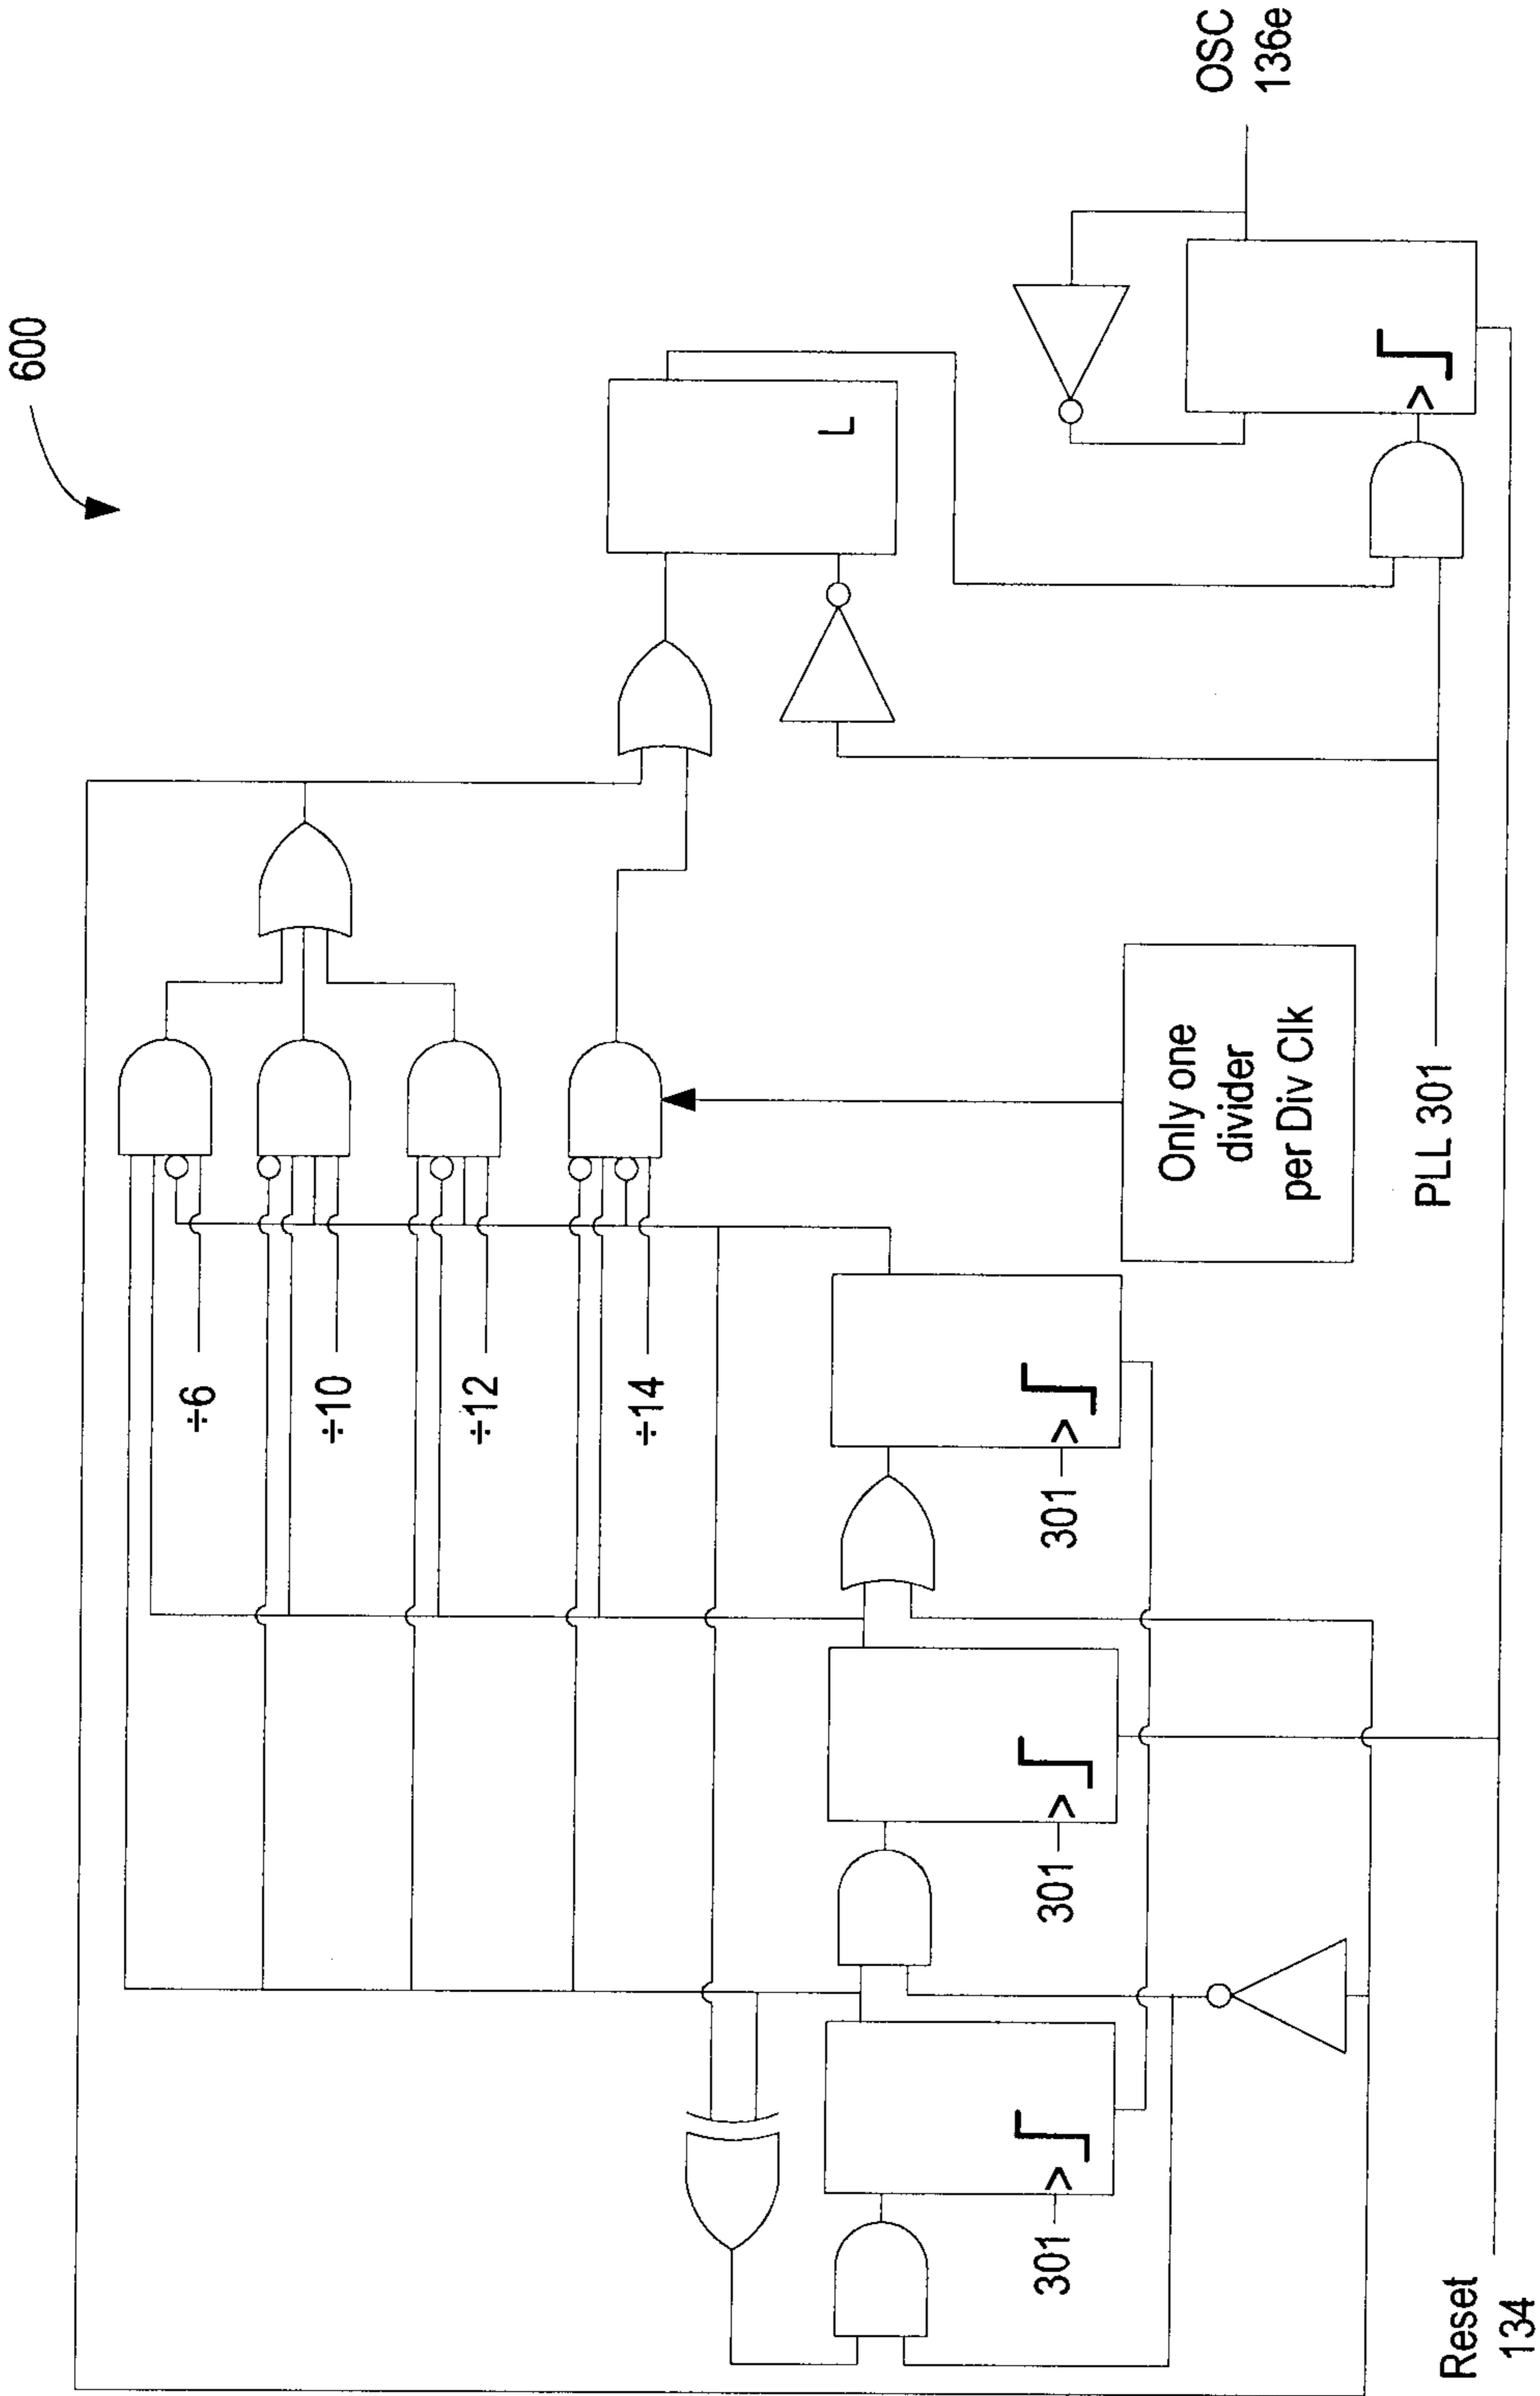 600
÷6
÷10
÷12
÷14
OSC
136e
L
301
301
301
Only one
divider
per Div Clk
PLL 301
Reset
134